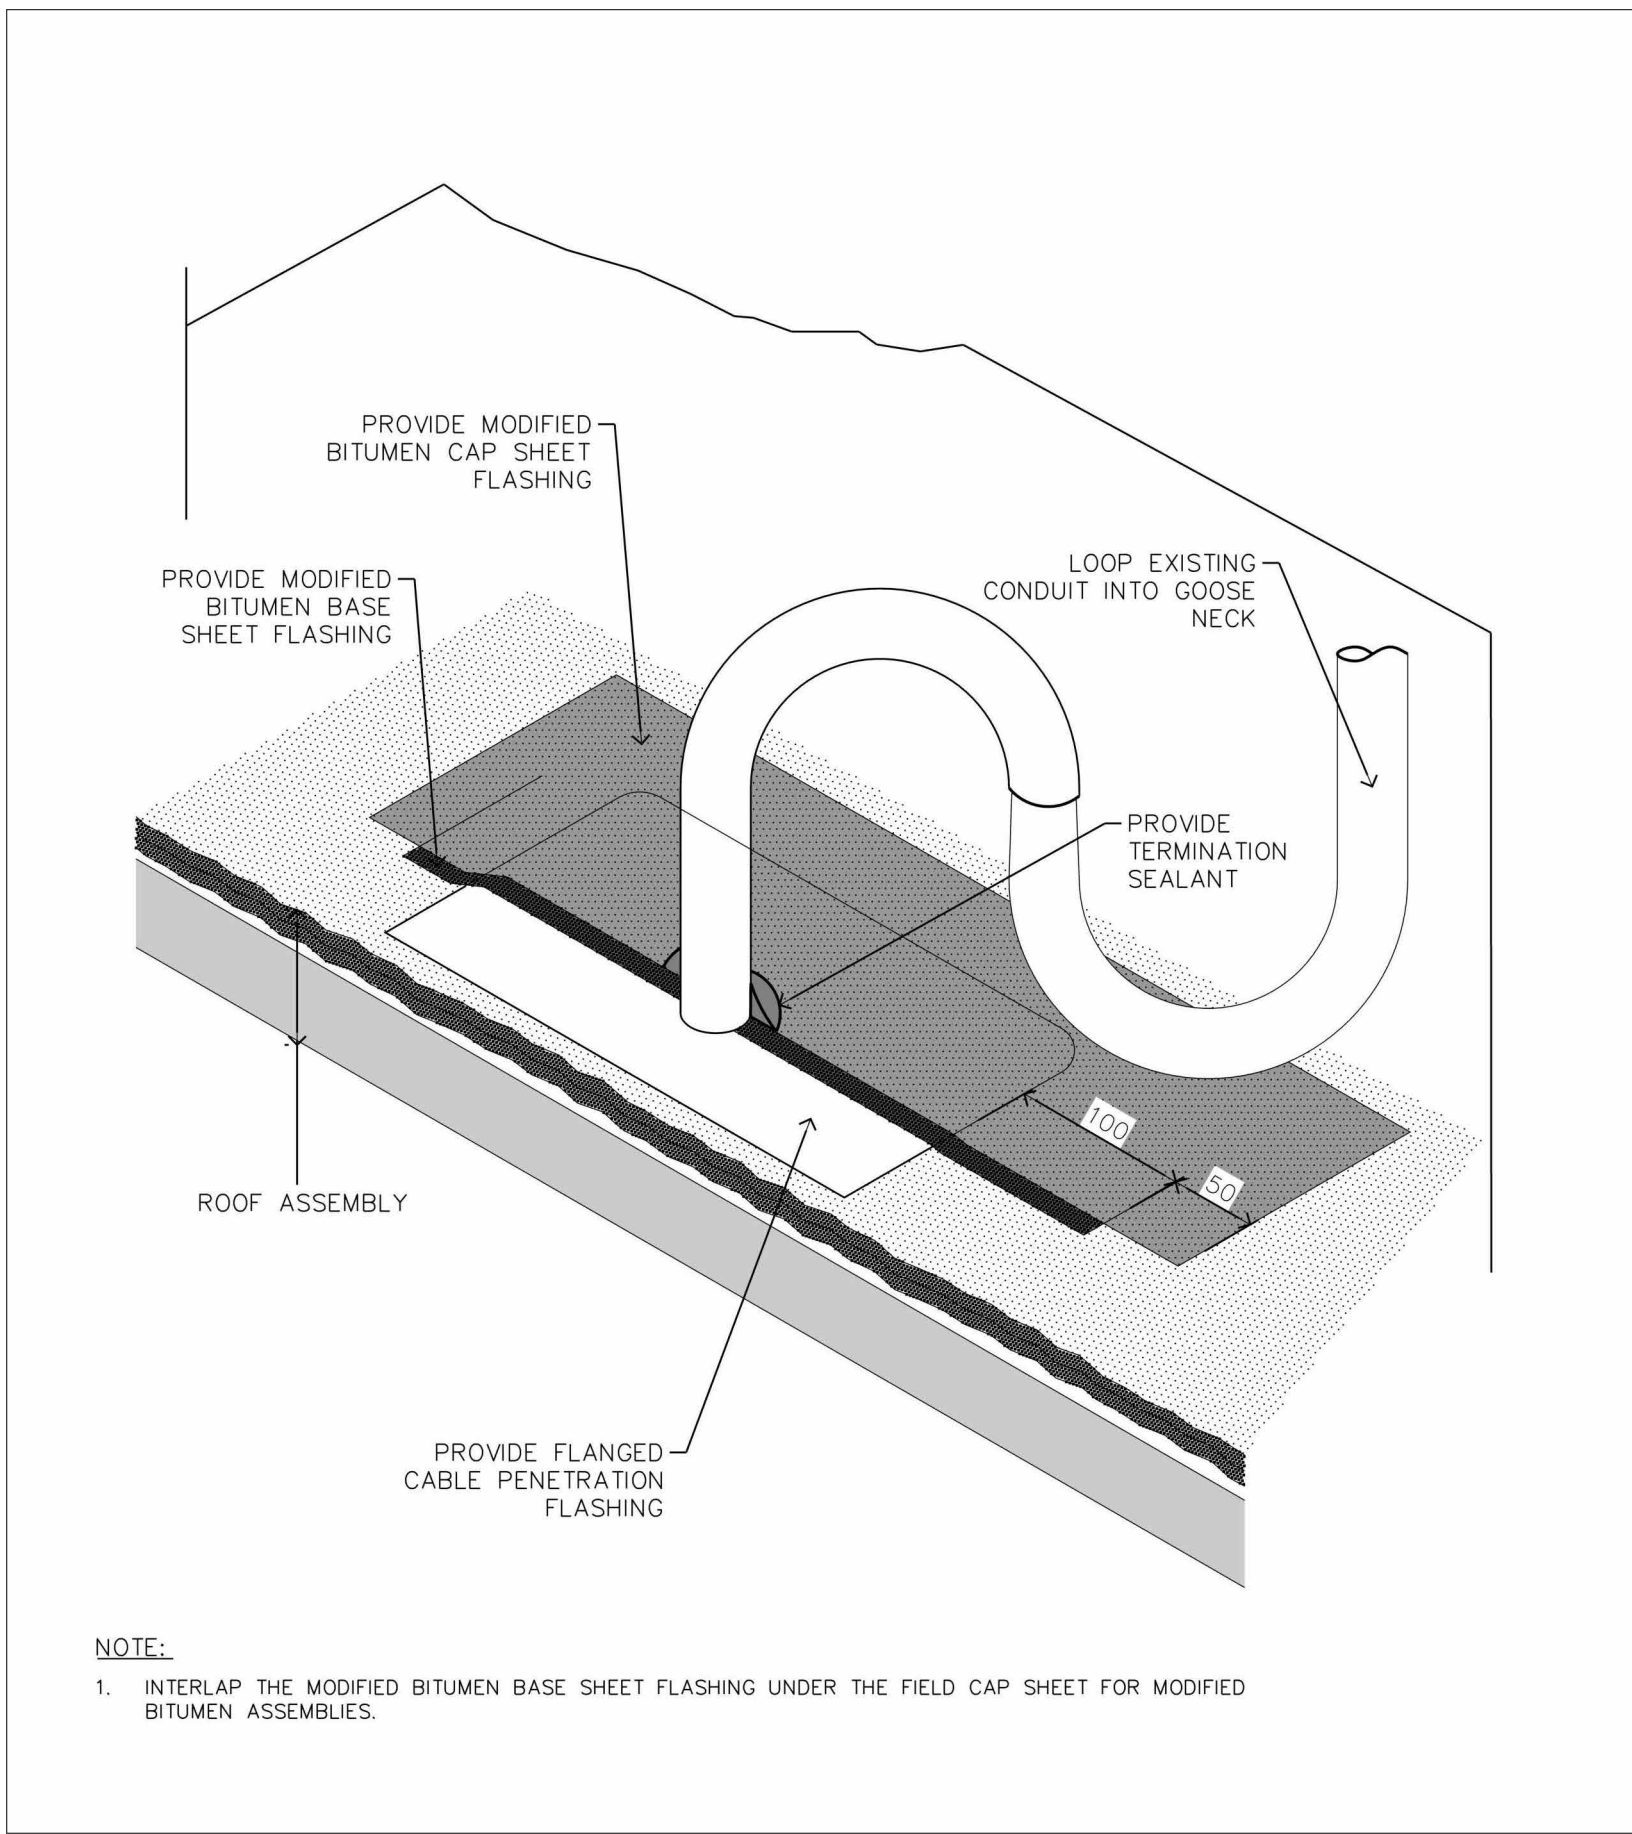 PROVIDE MODIFIED
BITUMEN CAP SHEET
FLASHING
PROVIDE MODIFIED
BITUMEN BASE
SHEET FLASHING
LOOP EXISTING
CONDUIT INTO GOOSE
NECK
PROVIDE
TERMINATION
SEALANT
100
50
ROOF ASSEMBLY
PROVIDE FLANGED
CABLE PENETRATION
FLASHING
NOTE:
1. INTERLAP THE MODIFIED BITUMEN BASE SHEET FLASHING UNDER THE FIELD CAP SHEET FOR MODIFIED
BITUMEN ASSEMBLIES.